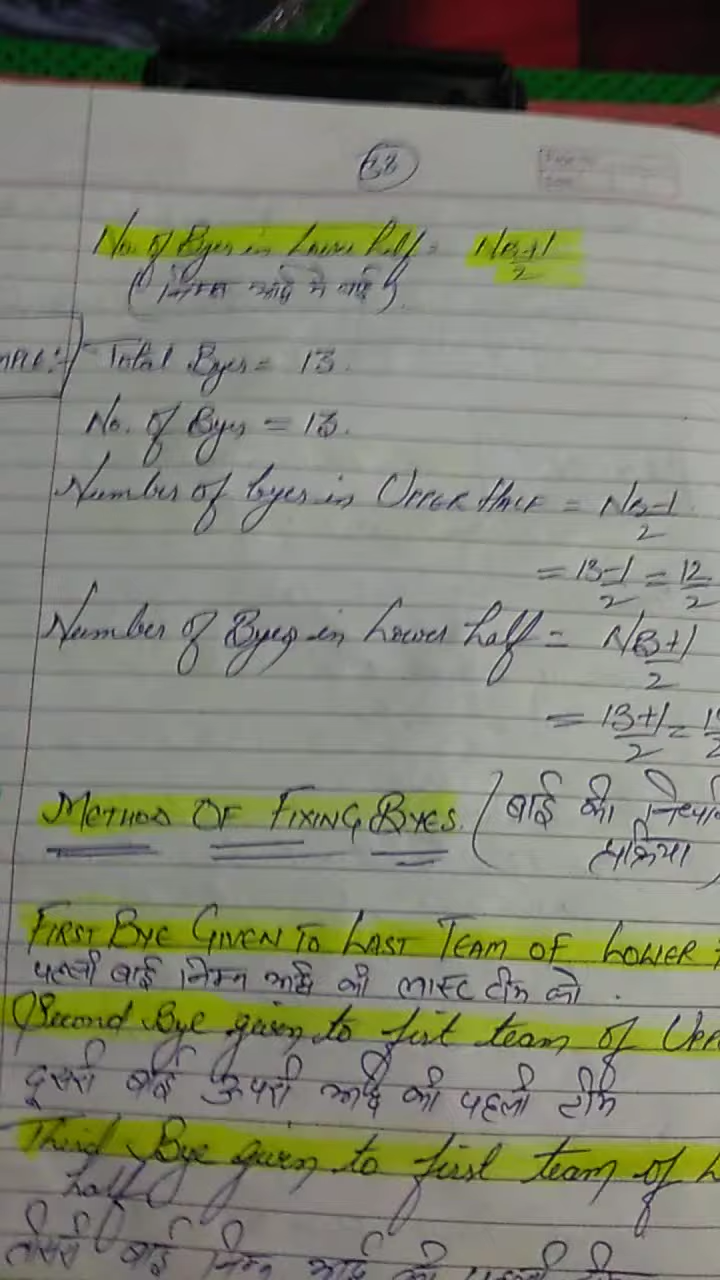 38
No. of Byes in Lower half = NB+1/2
(निम्न आधे मे बाई)
Total Byes = 13.
No. of Byes = 13.
Number of byes in UPPER HALF = NB-1/2
= 13-1/2 = 12/2
Number of Byes in Lower half = NB+1/2
= 13+1/2 =
METHOD OF FIXING BYES. (बाई की
प्रक्रिया)
FIRST BYE GIVEN TO LAST TEAM OF LOWER
पहली बाई निम्न आधे की लास्ट टीम को .
Second Bye given to first team of
दूसरी बाई ऊपरी आधे की पहली टीम
Third Bye given to first team of
half
तीसरी बाई निम्न आधे की पहली टी